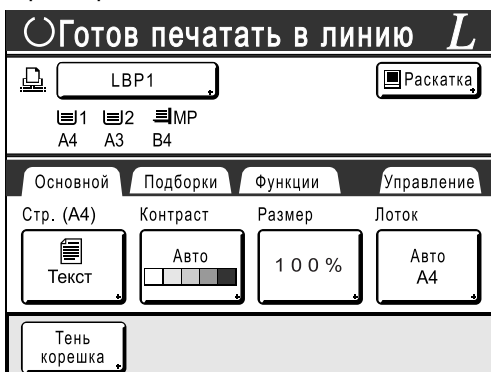 Готов печатать в линию L
LBP1
Раскатка
1 2 MP
A4 A3 B4
Основной Подборки Функции Управление
Стр. (A4) Контраст Размер Лоток
Текст
Авто
100%
Авто
A4
Тень
корешка